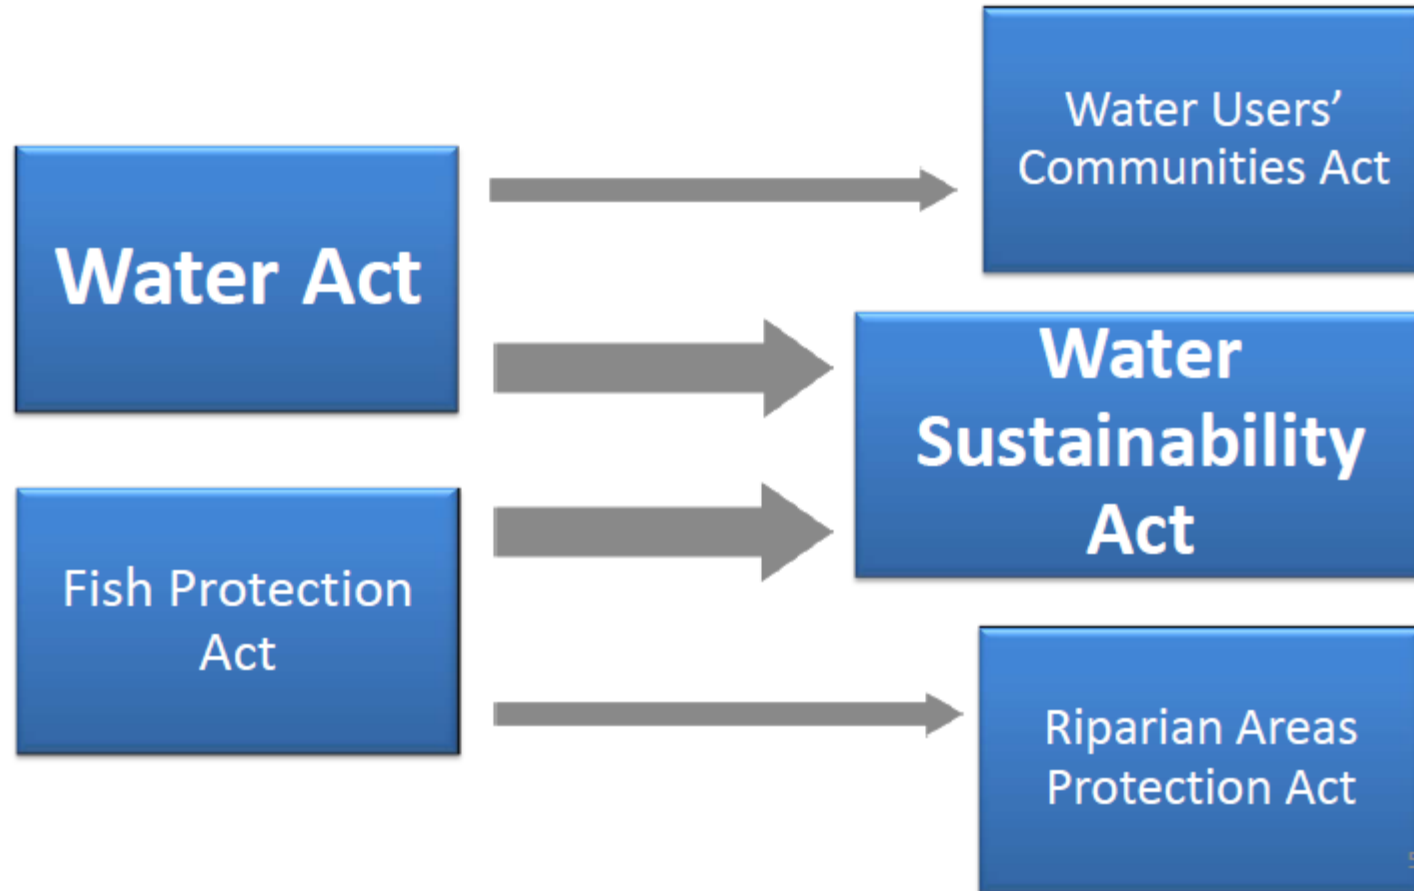 Water Users’
Communities Act
Water Act
Water
Sustainability
Act
Fish Protection
Act
Riparian Areas
Protection Act